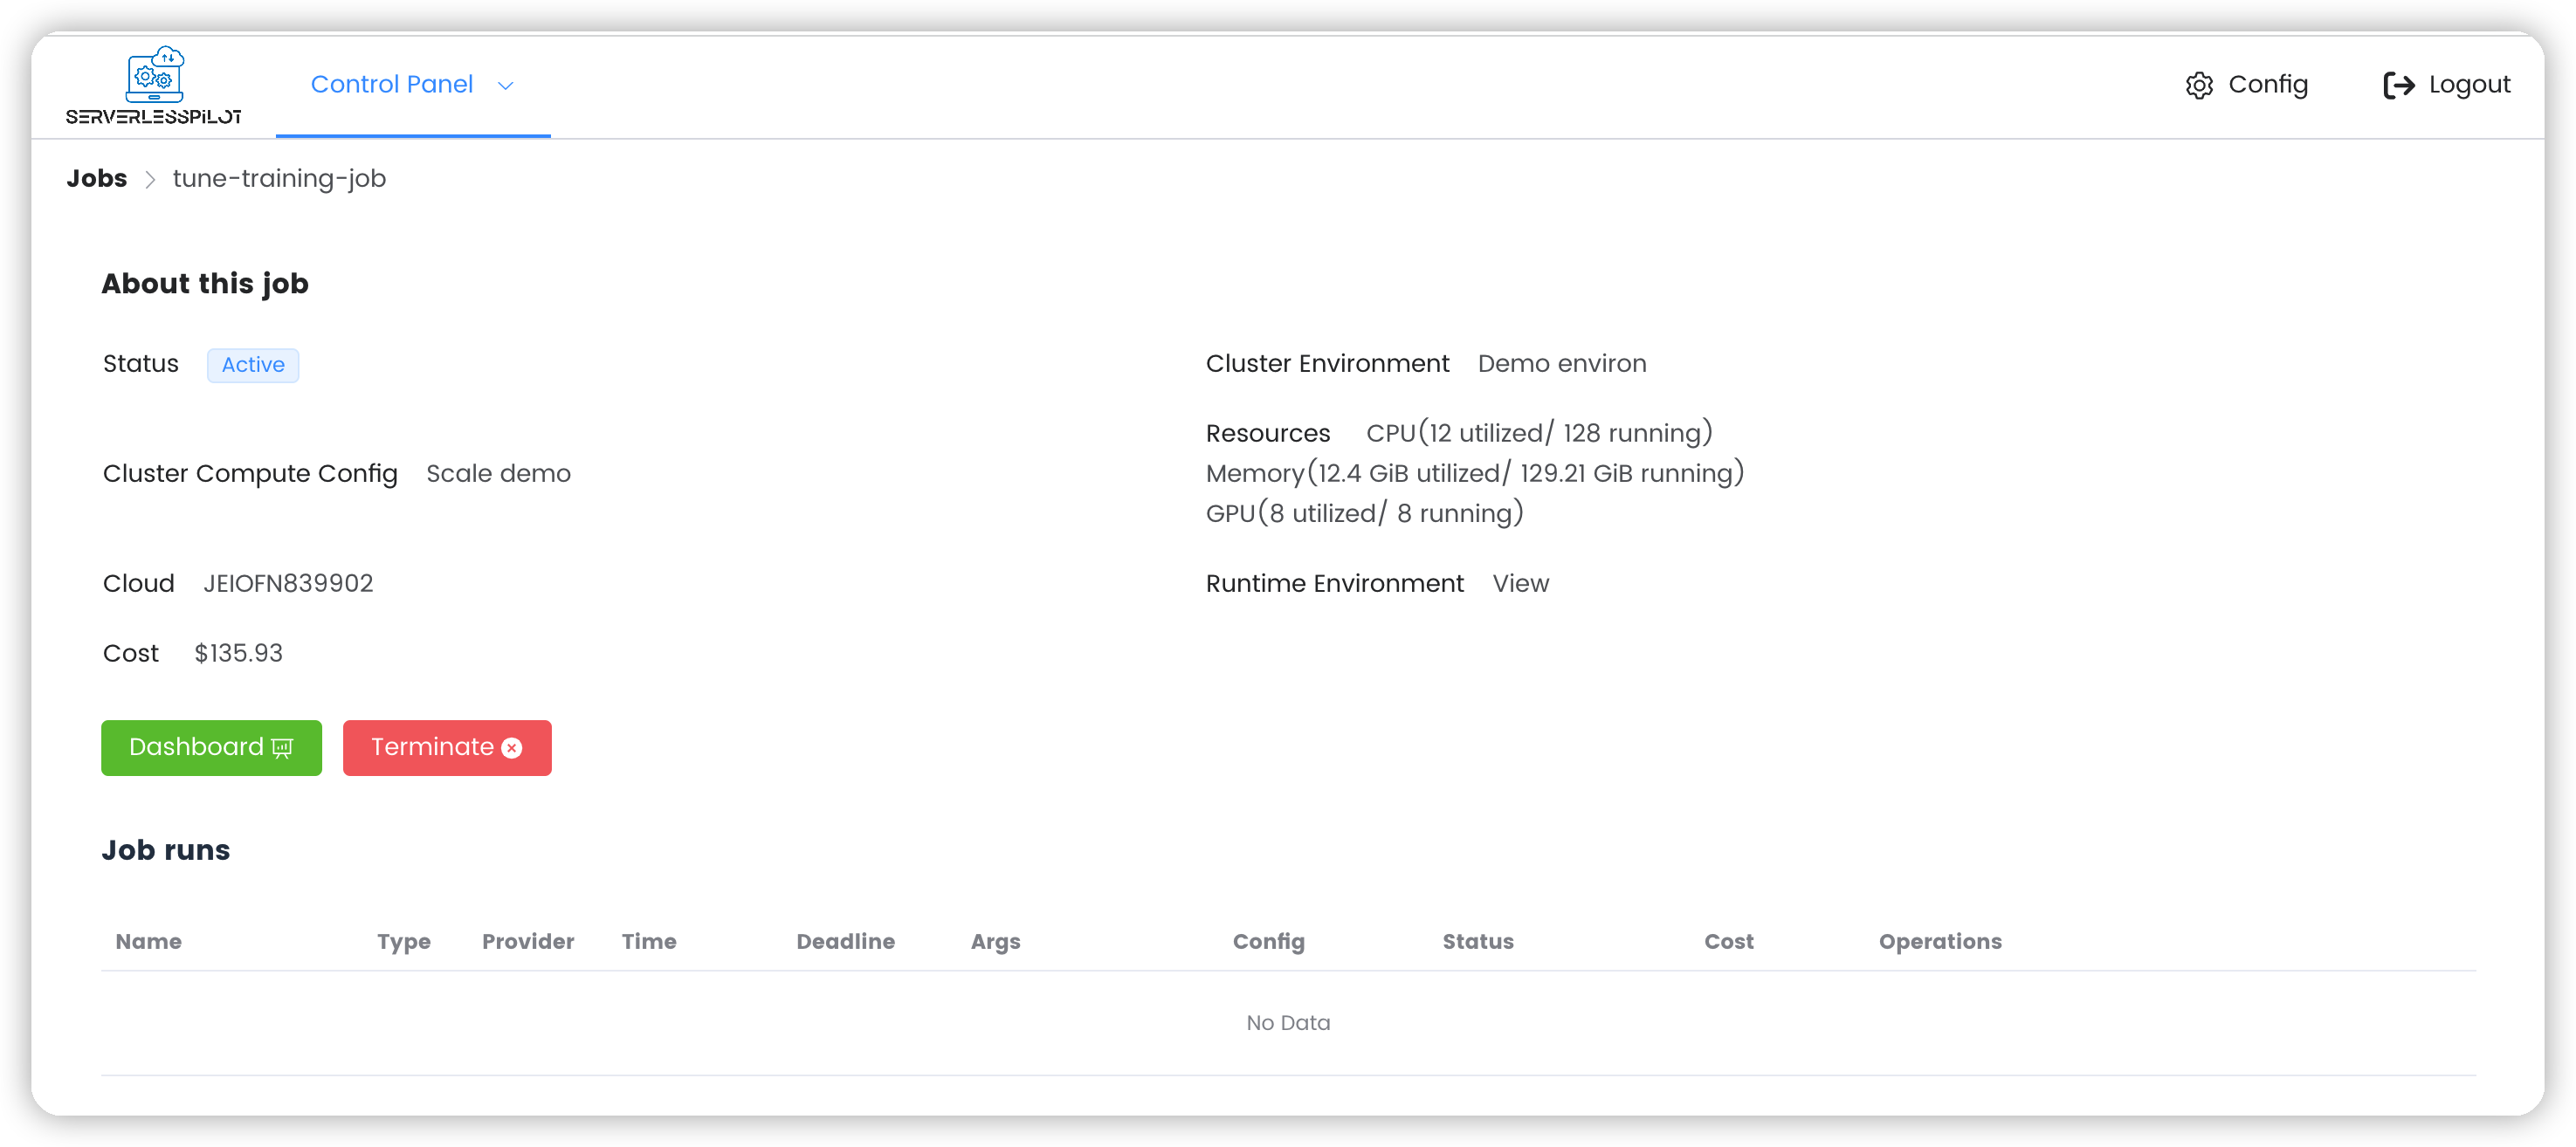 SERVERLESSPiLOT
Control Panel
Config
Logout
Jobs > tune-training-job
About this job
Status Active
Cluster Environment Demo environ
Cluster Compute Config Scale demo
Resources CPU(12 utilized/ 128 running)
Memory(12.4 GiB utilized/ 129.21 GiB running)
GPU(8 utilized/ 8 running)
Cloud JEIOFN839902
Runtime Environment View
Cost $135.93
Dashboard
Terminate
Job runs
Name Type Provider Time Deadline Args Config Status Cost Operations
No Data